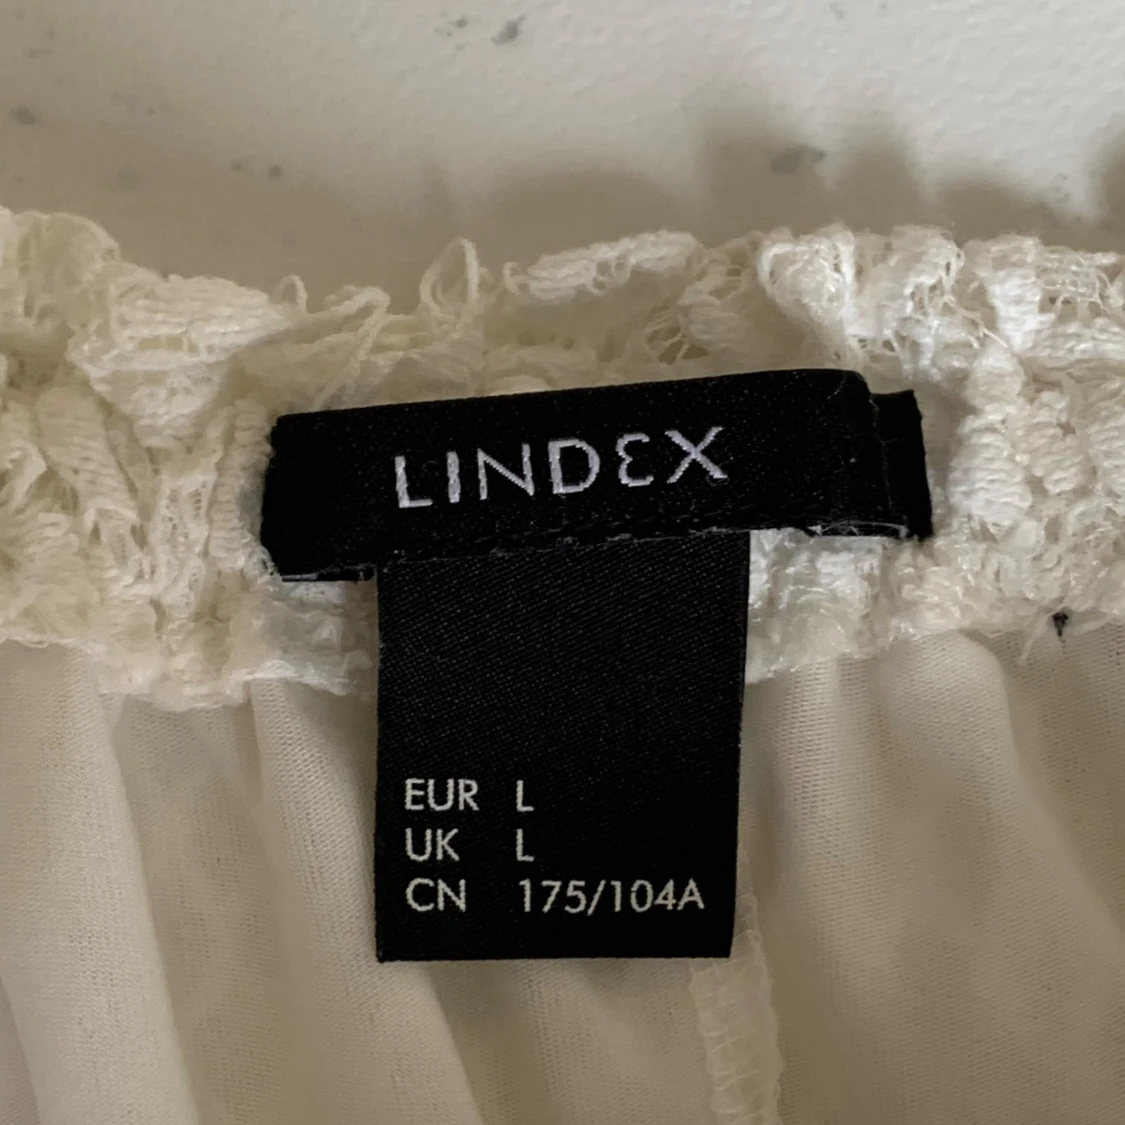 LINDEX
EUR L
UK L
CN 175/104A